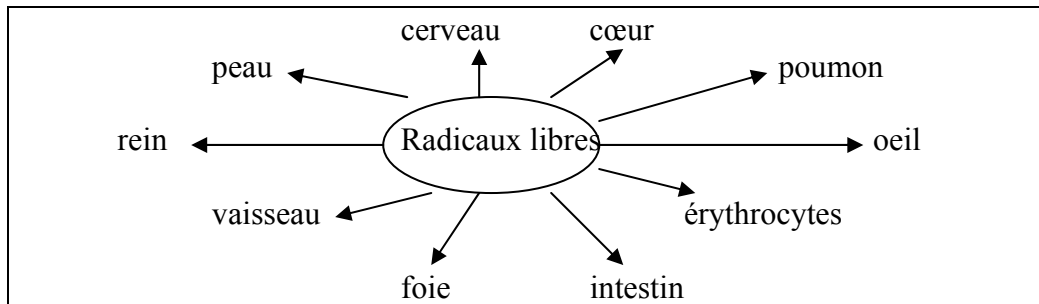 cerveau cœur
peau poumon
rein Radicaux libres oeil
vaisseau érythrocytes
foie intestin